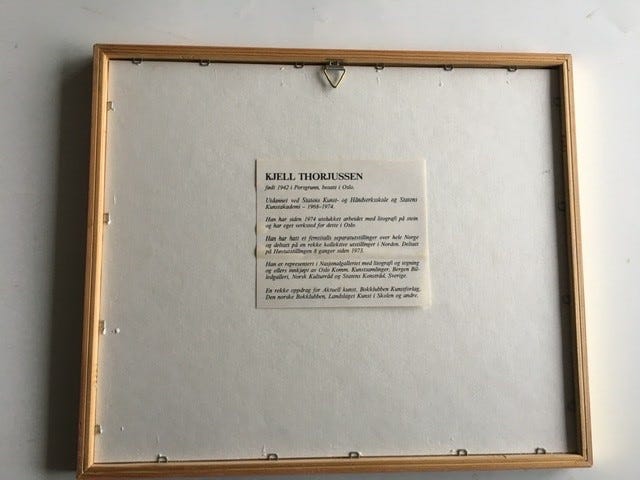 KJELL THORJUSSEN
født 1942 i Porsgrunn, bosatt i Oslo.
Utdannet ved Statens Kunst- og Håndverksskole og Statens
Kunstakademi – 1968–1974.
Han har siden 1974 utelukket arbeidet med litografi på stein
og har eget verksted for dette i Oslo.
Han har hatt et femtitalls separatutstillinger over hele Norge
og deltatt på en rekke kollektive utstillinger i Norden. Deltatt
på Høstutstillingen 8 ganger siden 1973.
Han er representert i Nasjonalgalleriet med litografi og tegning
og ellers innkjøpt av Oslo Komm. Kunstsamlinger, Bergen Bil-
ledgalleri, Norsk Kulturråd og Statens Konstråd, Sverige.
En rekke oppdrag for Aktuell kunst, Bokklubben Kunstforlag,
Den norske Bokklubben, Landslaget Kunst i Skolen og andre.